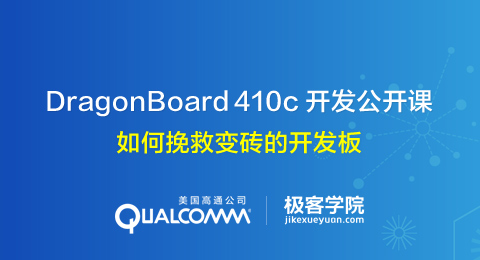 DragonBoard 410c 开发公开课
如何挽救变砖的开发板
美国高通公司
QUALCOMM
极客学院
jikexueyuan.com